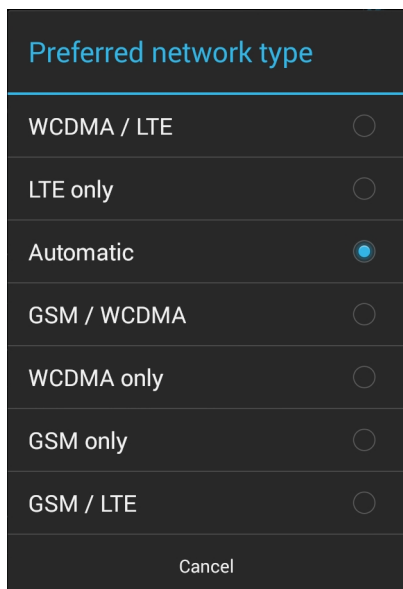 Preferred network type
WCDMA / LTE
LTE only
Automatic
GSM / WCDMA
WCDMA only
GSM only
GSM / LTE
Cancel